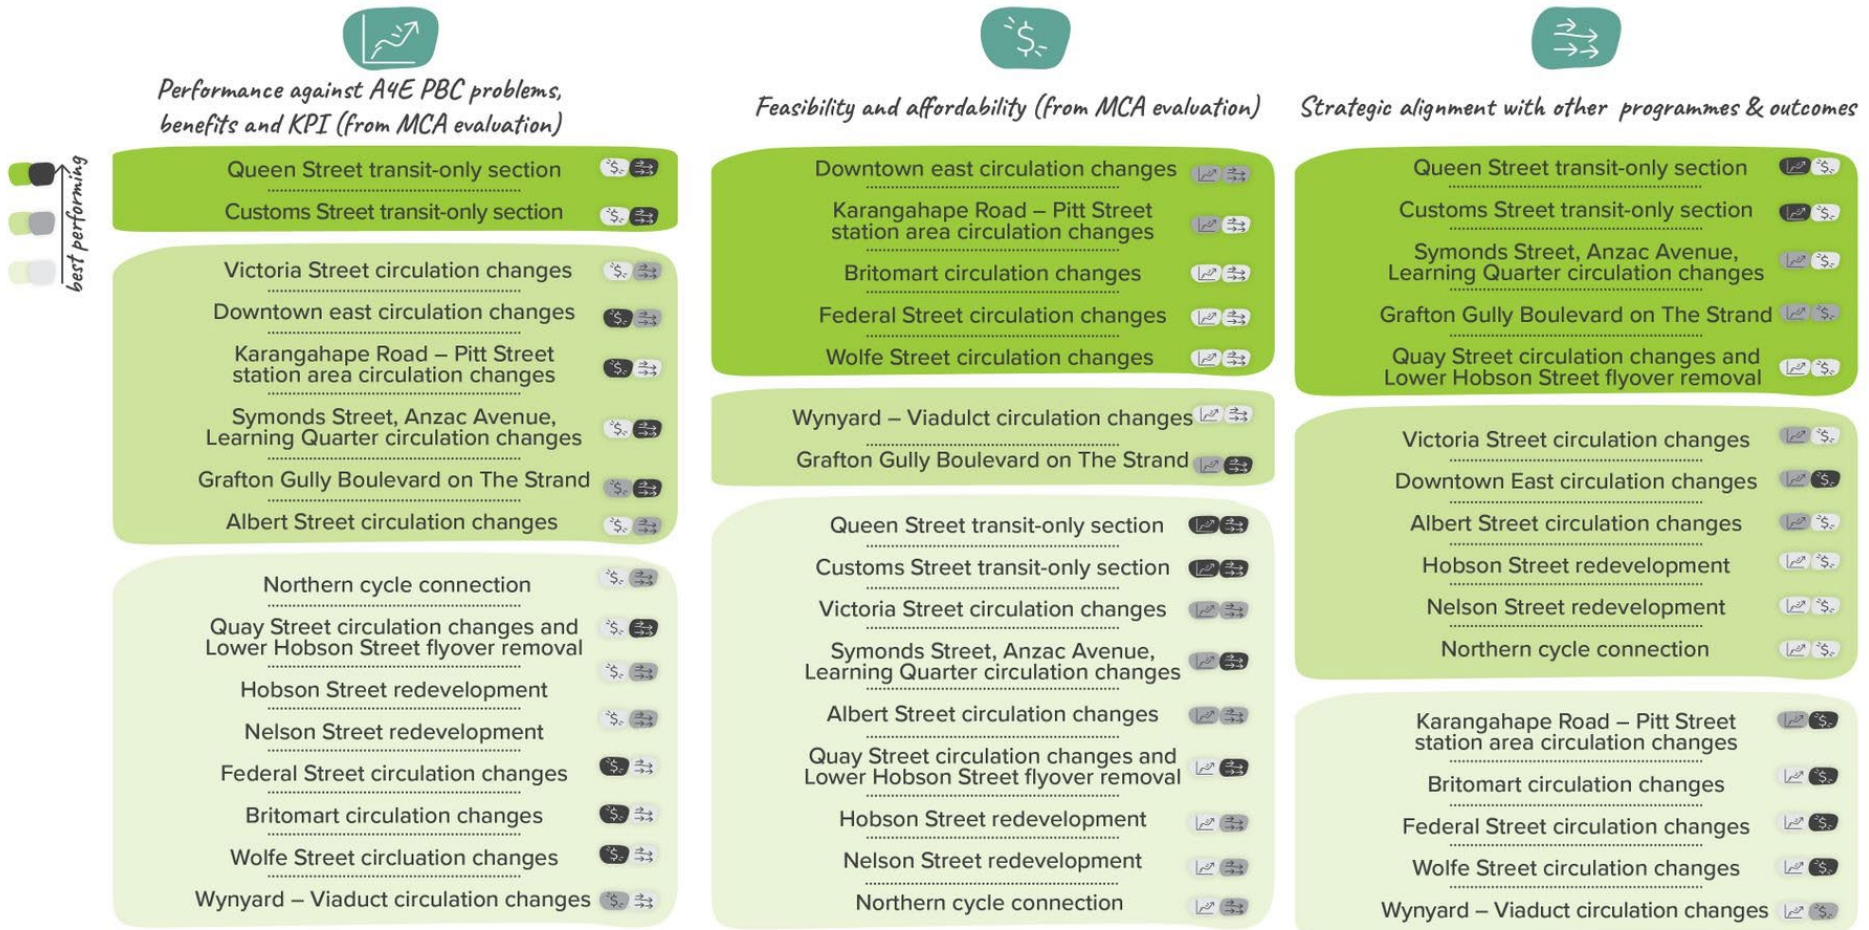 Performance against A4E PBC problems,
benefits and KPI (from MCA evaluation)
best performing
Queen Street transit-only section
Customs Street transit-only section
Victoria Street circulation changes
Downtown east circulation changes
Karangahape Road – Pitt Street
station area circulation changes
Symonds Street, Anzac Avenue,
Learning Quarter circulation changes
Grafton Gully Boulevard on The Strand
Albert Street circulation changes
Northern cycle connection
Quay Street circulation changes and
Lower Hobson Street flyover removal
Hobson Street redevelopment
Nelson Street redevelopment
Federal Street circulation changes
Britomart circulation changes
Wolfe Street circluation changes
Wynyard – Viaduct circulation changes
Feasibility and affordability (from MCA evaluation)
Downtown east circulation changes
Karangahape Road – Pitt Street
station area circulation changes
Britomart circulation changes
Federal Street circulation changes
Wolfe Street circulation changes
Wynyard – Viadulct circulation changes
Grafton Gully Boulevard on The Strand
Queen Street transit-only section
Customs Street transit-only section
Victoria Street circulation changes
Symonds Street, Anzac Avenue,
Learning Quarter circulation changes
Albert Street circulation changes
Quay Street circulation changes and
Lower Hobson Street flyover removal
Hobson Street redevelopment
Nelson Street redevelopment
Northern cycle connection
Strategic alignment with other programmes & outcomes
Queen Street transit-only section
Customs Street transit-only section
Symonds Street, Anzac Avenue,
Learning Quarter circulation changes
Grafton Gully Boulevard on The Strand
Quay Street circulation changes and
Lower Hobson Street flyover removal
Victoria Street circulation changes
Downtown East circulation changes
Albert Street circulation changes
Hobson Street redevelopment
Nelson Street redevelopment
Northern cycle connection
Karangahape Road – Pitt Street
station area circulation changes
Britomart circulation changes
Federal Street circulation changes
Wolfe Street circulation changes
Wynyard – Viaduct circulation changes